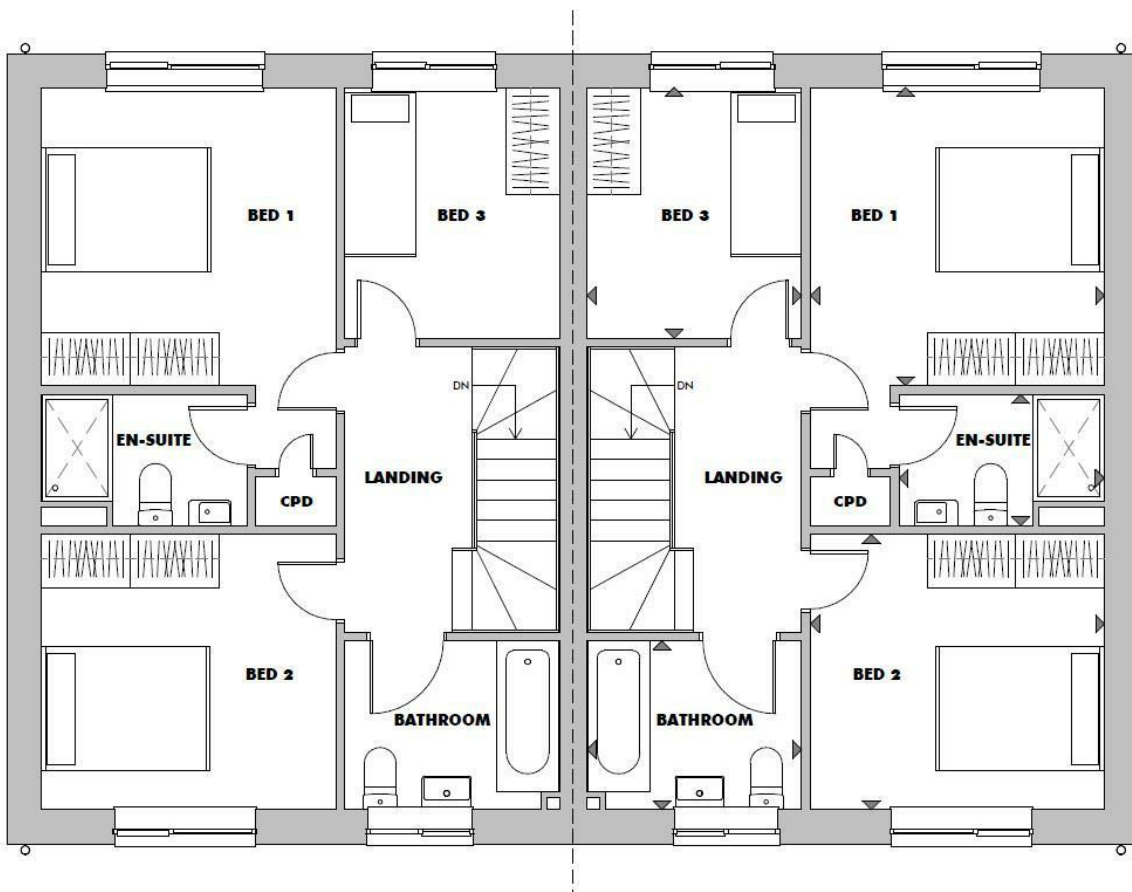 BED 1
BED 3
BED 3
BED 1
DN
DN
EN-SUITE
EN-SUITE
LANDING
LANDING
CPD
CPD
BED 2
BED 2
BATHROOM
BATHROOM